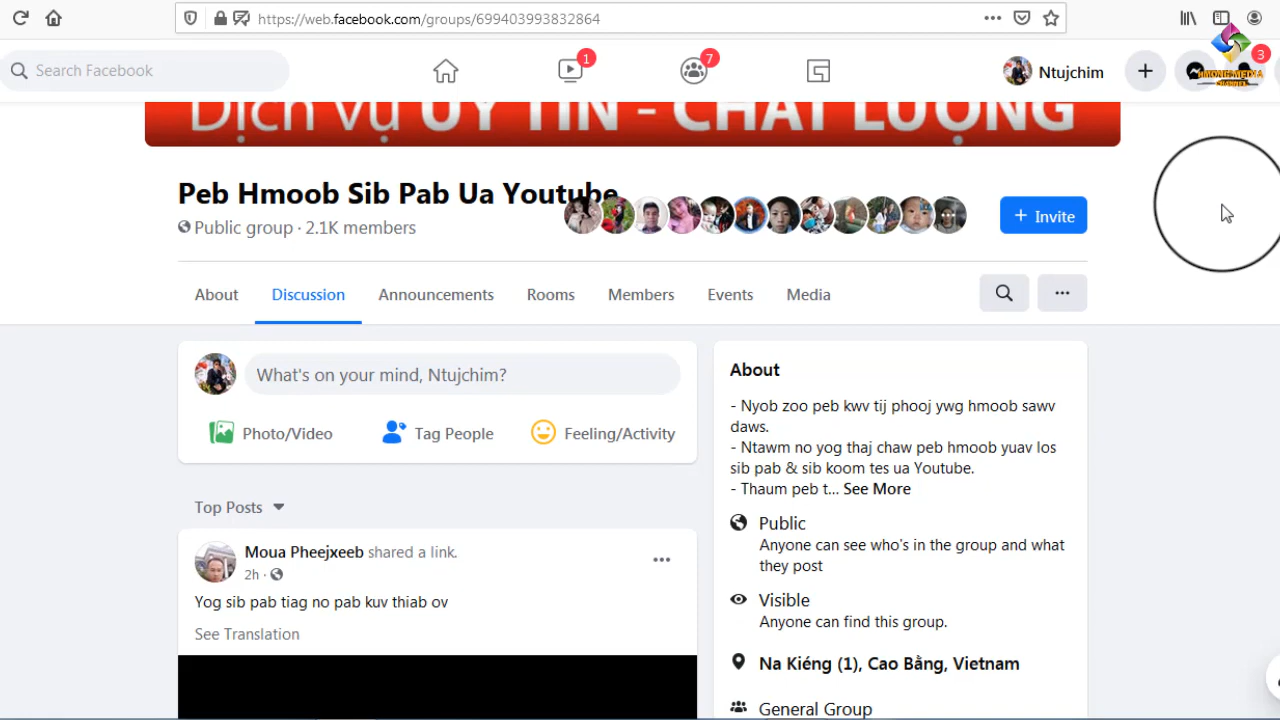 https://web.facebook.com/groups/699403993832864
Search Facebook
1
7
Ntujchim
3
HMONG MEDIA
CHANNEL
Dịch vụ UY TÍN - CHẤT LƯỢNG
Peb Hmoob Sib Pab Ua Youtube
Public group · 2.1K members
+ Invite
About
Discussion
Announcements
Rooms
Members
Events
Media
What's on your mind, Ntujchim?
Photo/Video
Tag People
Feeling/Activity
Top Posts
Moua Pheejxeeb shared a link.
2h ·
Yog sib pab tiag no pab kuv thiab ov
See Translation
About
- Nyob zoo peb kwv tij phooj ywg hmoob sawv
daws.
- Ntawm no yog thaj chaw peb hmoob yuav los
sib pab & sib koom tes ua Youtube.
- Thaum peb t... See More
Public
Anyone can see who's in the group and what
they post
Visible
Anyone can find this group.
Na Kiéng (1), Cao Bằng, Vietnam
General Group